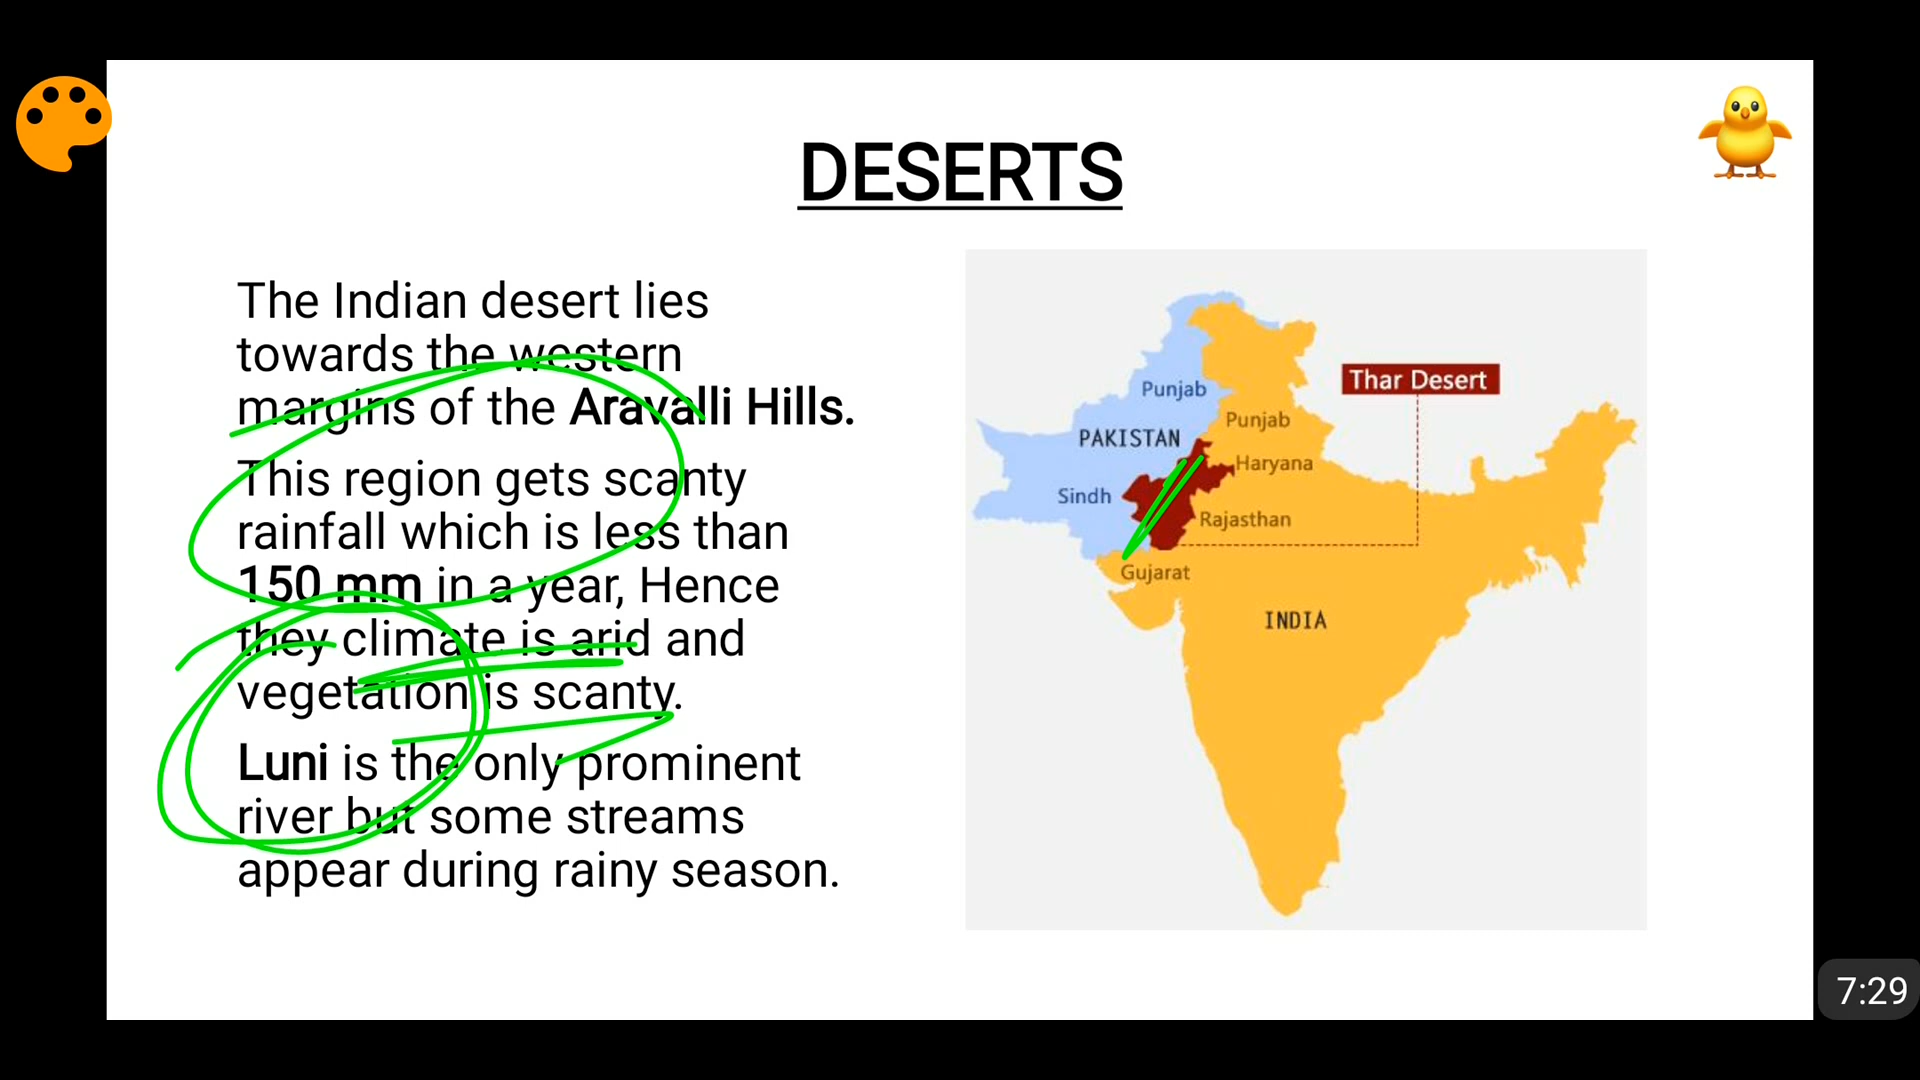 DESERTS
The Indian desert lies
towards the western
margins of the Aravalli Hills.
This region gets scanty
rainfall which is less than
150 mm in a year, Hence
they climate is arid and
vegetation is scanty.
Luni is the only prominent
river but some streams
appear during rainy season.
Thar Desert
Punjab
Punjab
PAKISTAN
Haryana
Sindh
Rajasthan
Gujarat
INDIA
7:29